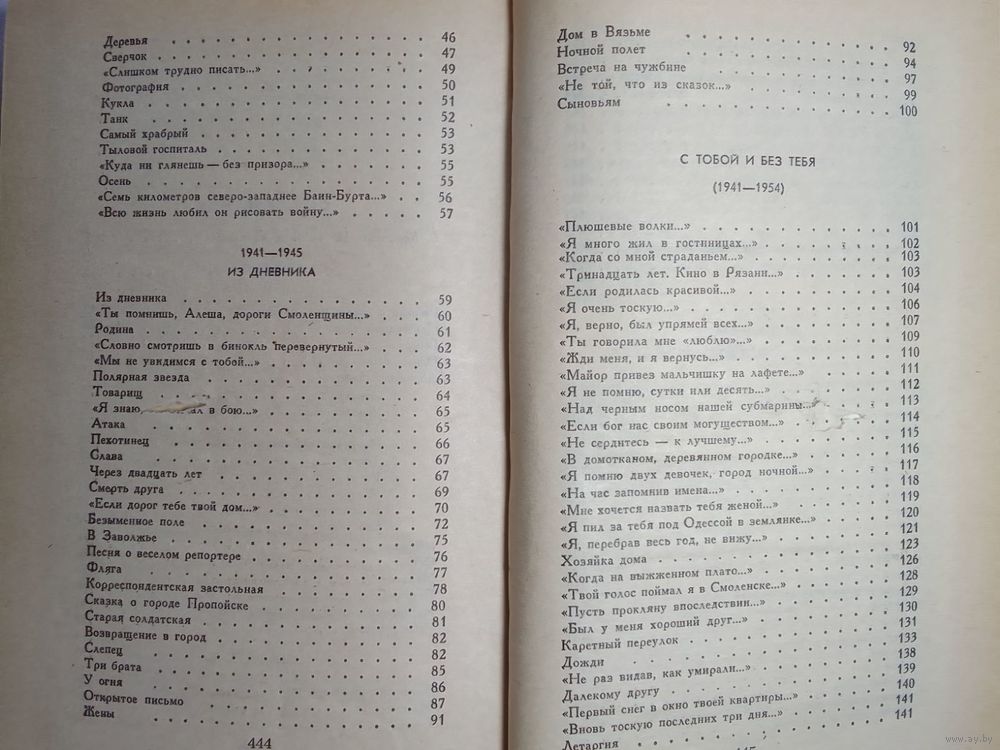 Деревья . . . 46
Сверчок . . . 47
«Слишком трудно писать...» . . . 49
Фотография . . . 50
Кукла . . . 51
Танк . . . 52
Самый храбрый . . . 53
Тыловой госпиталь . . . 53
«Куда ни глянешь — без призора...» . . . 55
Осень . . . 55
«Семь километров северо-западнее Баин-Бурта...» . . . 56
«Всю жизнь любил он рисовать войну...» . . . 57
1941—1945
ИЗ ДНЕВНИКА
Из дневника . . . 59
«Ты помнишь, Алеша, дороги Смоленщины...» . . . 60
Родина . . . 61
«Словно смотришь в бинокль перевернутый...» . . . 62
«Мы не увидимся с тобой...» . . . 63
Полярная звезда . . . 63
Товарищ . . . 64
«Я знаю, в бою...» . . . 65
Атака . . . 65
Пехотинец . . . 66
Слава . . . 67
Через двадцать лет . . . 67
Смерть друга . . . 69
«Если дорог тебе твой дом...» . . . 70
Безыменное поле . . . 72
В Заволжье . . . 75
Песня о веселом репортере . . . 76
Фляга . . . 77
Корреспондентская застольная . . . 78
Сказка о городе Пропойске . . . 80
Старая солдатская . . . 81
Возвращение в город . . . 82
Слепец . . . 82
Три брата . . . 85
У огня . . . 86
Открытое письмо . . . 87
Жены . . . 91
444
Дом в Вязьме . . . 92
Ночной полет . . . 94
Встреча на чужбине . . . 97
«Не той, что из сказок...» . . . 99
Сыновьям . . . 100
С ТОБОЙ И БЕЗ ТЕБЯ
(1941—1954)
«Плюшевые волки...» . . . 101
«Я много жил в гостиницах...» . . . 102
«Когда со мной страданьем...» . . . 103
«Тринадцать лет. Кино в Рязани...» . . . 103
«Если родилась красивой...» . . . 104
«Я очень тоскую...» . . . 106
«Я, верно, был упрямей всех...» . . . 107
«Ты говорила мне «люблю»...» . . . 109
«Жди меня, и я вернусь...» . . . 110
«Майор привез мальчишку на лафете...» . . . 111
«Я не помню, сутки или десять...» . . . 112
«Над черным носом нашей субмарины...» . . . 113
«Если бог нас своим могуществом...» . . . 114
«Не сердитесь — к лучшему...» . . . 115
«В домотканом, деревянном городке...» . . . 116
«Я помню двух девочек, город ночной...» . . . 117
«На час запомнив имена...» . . . 118
«Мне хочется назвать тебя женой...» . . . 119
«Я пил за тебя под Одессой в землянке...» . . . 120
«Я, перебрав весь год, не вижу...» . . . 121
Хозяйка дома . . . 123
«Когда на выжженном плато...» . . . 126
«Твой голос поймал я в Смоленске...» . . . 128
«Пусть прокляну впоследствии...» . . . 129
«Был у меня хороший друг...» . . . 130
Каретный переулок . . . 131
Дожди . . . 133
«Не раз видав, как умирали...» . . . 138
Далекому другу . . . 139
«Первый снег в окно твоей квартиры...» . . . 140
«Вновь тоскую последних три дня...» . . . 141
Летаргия . . . 141
www.ay.by